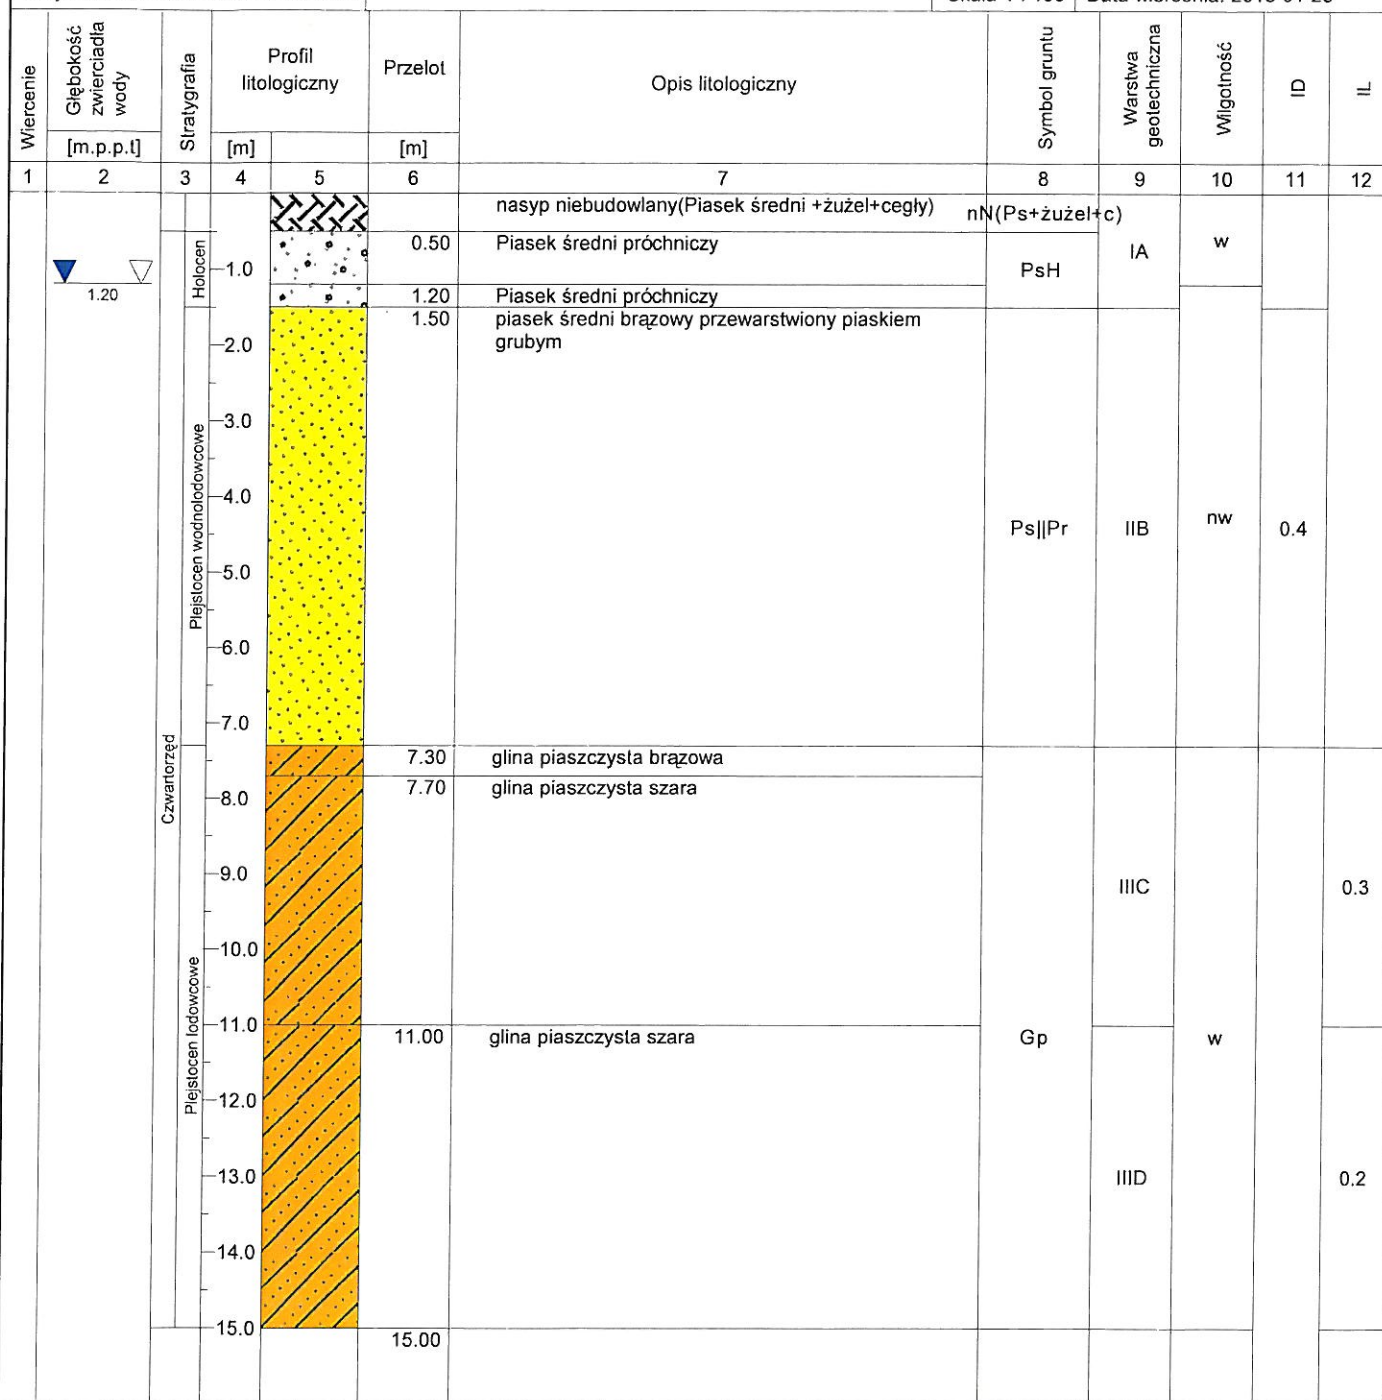 Wiercenie
Głębokość
zwierciadła
wody
[m.p.p.t]
Stratygrafia
Profil
litologiczny
[m]
Przelot
[m]
Opis litologiczny
Symbol gruntu
Warstwa
geotechniczna
Wilgotność
ID
IL
1 2 3 4 5 6 7 8 9 10 11 12
nasyp niebudowlany(Piasek średni +żużel+cegły) nN(Ps+żużel+c)
0.50 Piasek średni próchniczy
w
IA
Holocen
1.0
PsH
1.20
1.20 Piasek średni próchniczy
1.50 piasek średni brązowy przewarstwiony piaskiem
grubym
2.0
3.0
4.0
Plejstocen wodnolodowcowe
Ps||Pr IIB nw 0.4
5.0
6.0
7.0
7.30 glina piaszczysta brązowa
Czwartorzęd
7.70 glina piaszczysta szara
8.0
9.0
IIIC 0.3
10.0
Plejstocen lodowcowe
11.0
11.00 glina piaszczysta szara Gp w
12.0
13.0 IIID 0.2
14.0
15.0
15.00